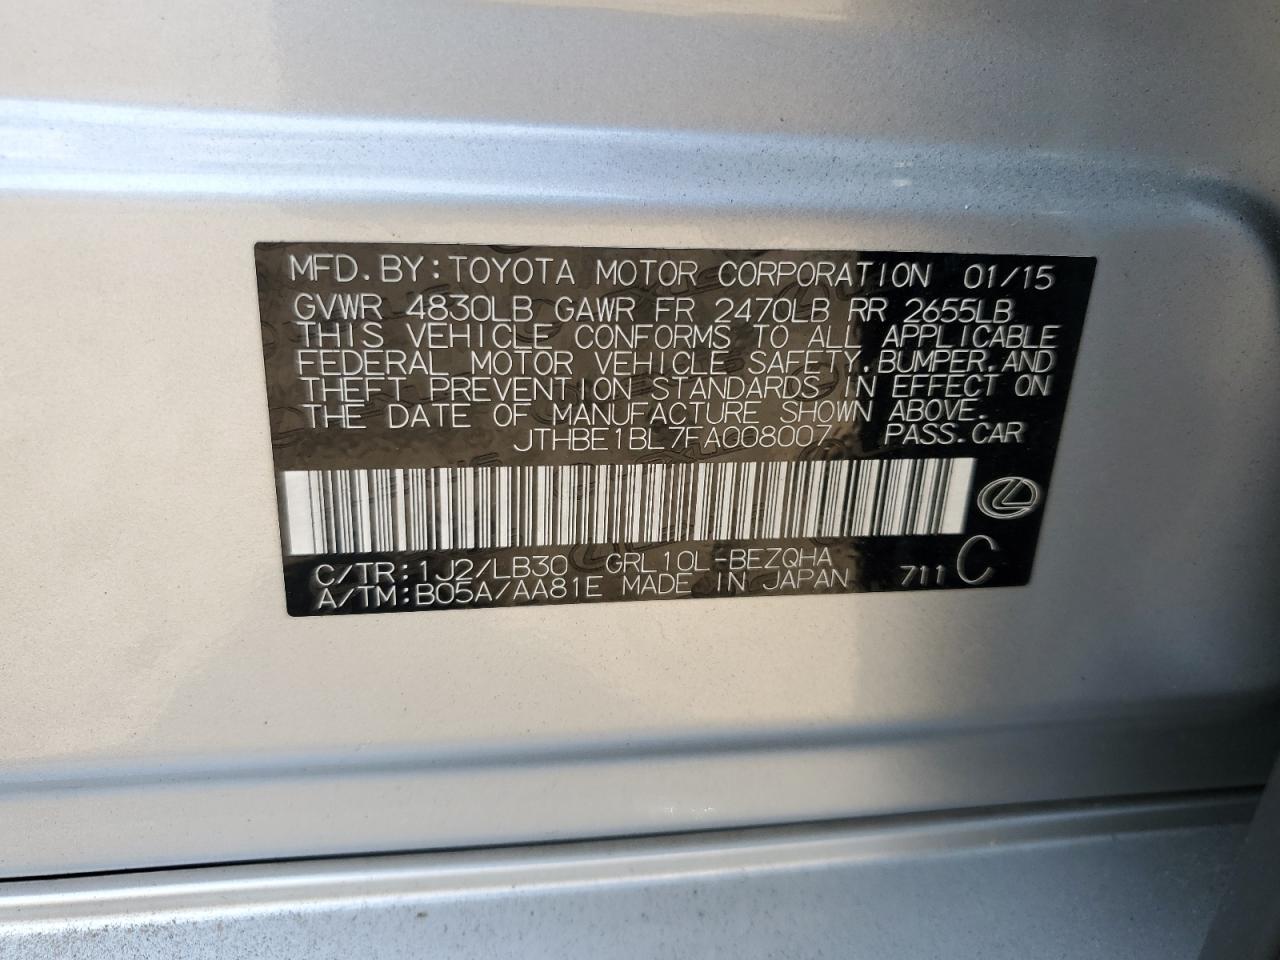 MFD.BY:TOYOTA MOTOR CORPORATION 01/15
GVWR 4830LB GAWR FR 2470LB RR 2655LB
THIS VEHICLE CONFORMS TO ALL APPLICABLE
FEDERAL MOTOR VEHICLE SAFETY,BUMPER,AND
THEFT PREVENTION STANDARDS IN EFFECT ON
THE DATE OF MANUFACTURE SHOWN ABOVE.
JTHBE1BL7FA008007 PASS.CAR
C/TR:1J2/LB30 GRL10L-BEZQHA
A/TM:B05A/AA81E MADE IN JAPAN 711 C